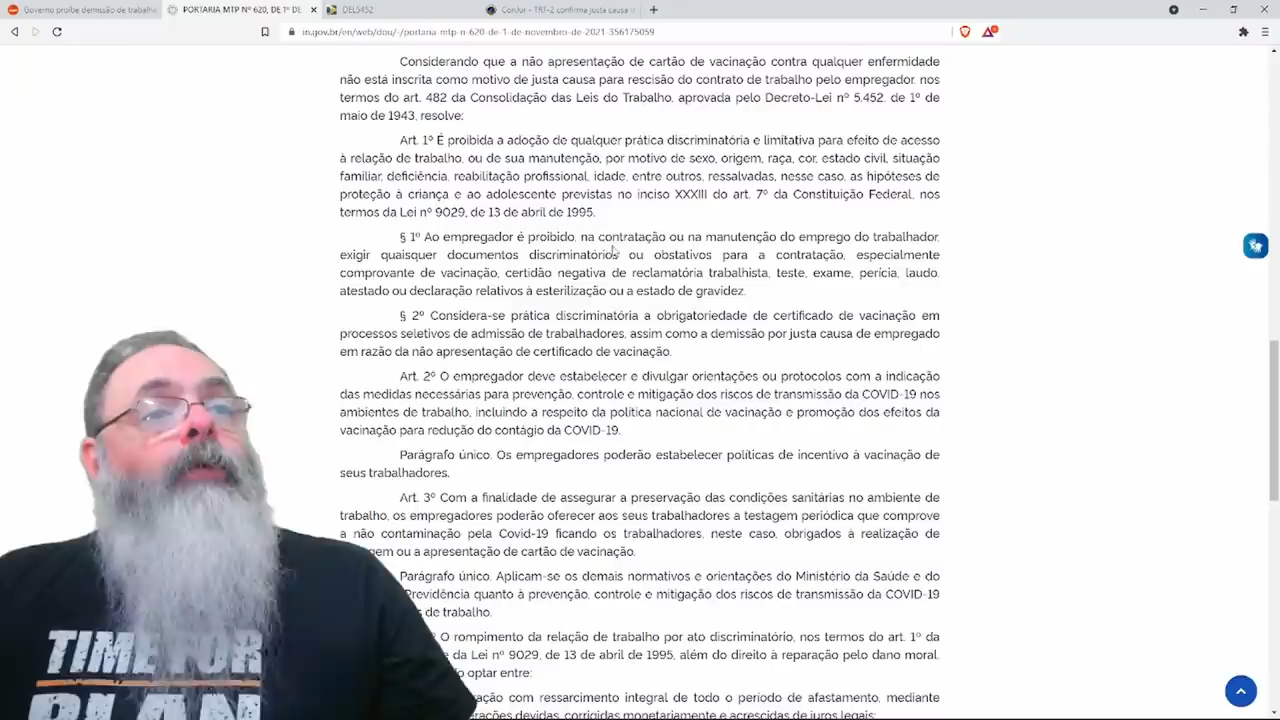 Governo proíbe demissão de trabalha
PORTARIA MTP Nº 620, DE 1º DE
DEL5452
ConJur - TRT-2 confirma justa causa
in.gov.br/en/web/dou/-/portaria-mtp-n-620-de-1-de-novembro-de-2021-356175059
Considerando que a não apresentação de cartão de vacinação contra qualquer enfermidade
não está inscrita como motivo de justa causa para rescisão do contrato de trabalho pelo empregador, nos
termos do art. 482 da Consolidação das Leis do Trabalho, aprovada pelo Decreto-Lei nº 5.452, de 1º de
maio de 1943, resolve:
Art. 1º É proibida a adoção de qualquer prática discriminatória e limitativa para efeito de acesso
à relação de trabalho, ou de sua manutenção, por motivo de sexo, origem, raça, cor, estado civil, situação
familiar, deficiência, reabilitação profissional, idade, entre outros, ressalvadas, nesse caso, as hipóteses de
proteção à criança e ao adolescente previstas no inciso XXXIII do art. 7º da Constituição Federal, nos
termos da Lei nº 9029, de 13 de abril de 1995.
§ 1º Ao empregador é proibido, na contratação ou na manutenção do emprego do trabalhador,
exigir quaisquer documentos discriminatórios ou obstativos para a contratação, especialmente
comprovante de vacinação, certidão negativa de reclamatória trabalhista, teste, exame, perícia, laudo,
atestado ou declaração relativos à esterilização ou a estado de gravidez.
§ 2º Considera-se prática discriminatória a obrigatoriedade de certificado de vacinação em
processos seletivos de admissão de trabalhadores, assim como a demissão por justa causa de empregado
em razão da não apresentação de certificado de vacinação.
Art. 2º O empregador deve estabelecer e divulgar orientações ou protocolos com a indicação
das medidas necessárias para prevenção, controle e mitigação dos riscos de transmissão da COVID-19 nos
ambientes de trabalho, incluindo a respeito da política nacional de vacinação e promoção dos efeitos da
vacinação para redução do contágio da COVID-19.
Parágrafo único. Os empregadores poderão estabelecer políticas de incentivo à vacinação de
seus trabalhadores.
Art. 3º Com a finalidade de assegurar a preservação das condições sanitárias no ambiente de
trabalho, os empregadores poderão oferecer aos seus trabalhadores a testagem periódica que comprove
a não contaminação pela Covid-19 ficando os trabalhadores, neste caso, obrigados à realização de
gem ou a apresentação de cartão de vacinação.
Parágrafo único. Aplicam-se os demais normativos e orientações do Ministério da Saúde e do
Previdência quanto à prevenção, controle e mitigação dos riscos de transmissão da COVID-19
s de trabalho.
O rompimento da relação de trabalho por ato discriminatório, nos termos do art. 1º da
e da Lei nº 9029, de 13 de abril de 1995, além do direito à reparação pelo dano moral,
o optar entre:
ração com ressarcimento integral de todo o período de afastamento, mediante
erações devidas, corrigidas monetariamente e acrescidas de juros legais;
PLAN